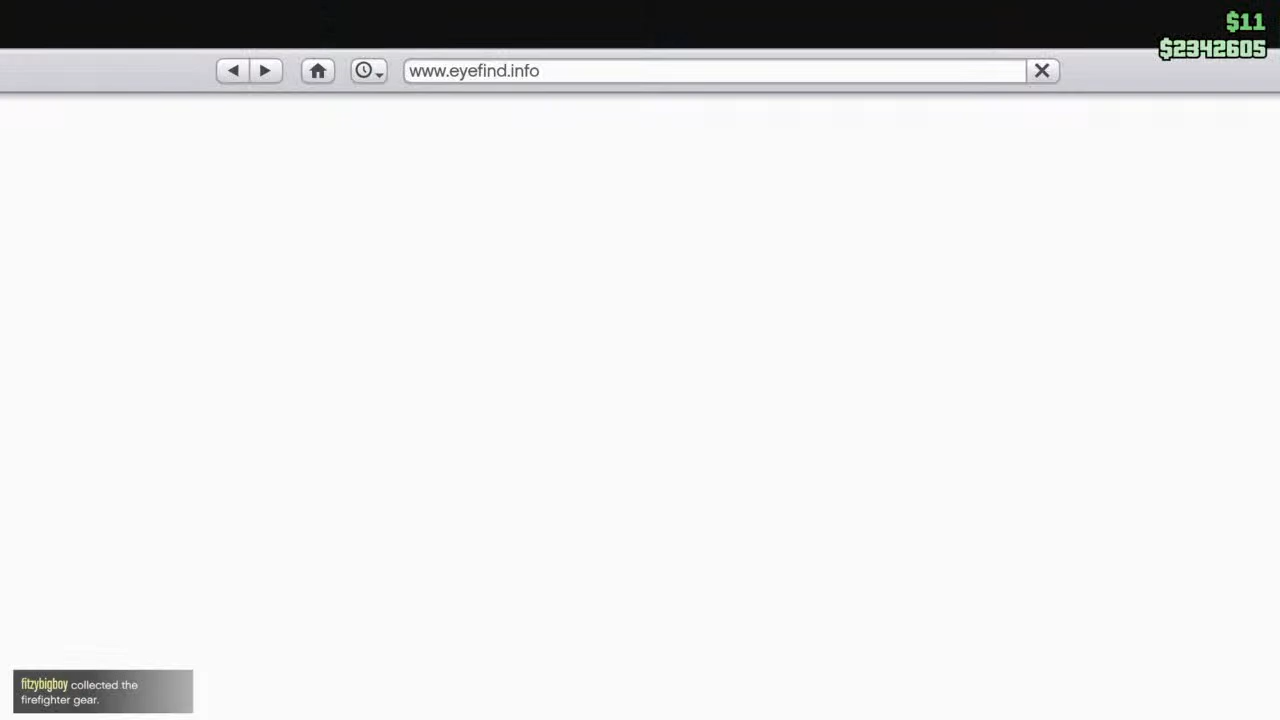 $11
$2342605
www.eyefind.info
fitzybigboy collected the
firefighter gear.